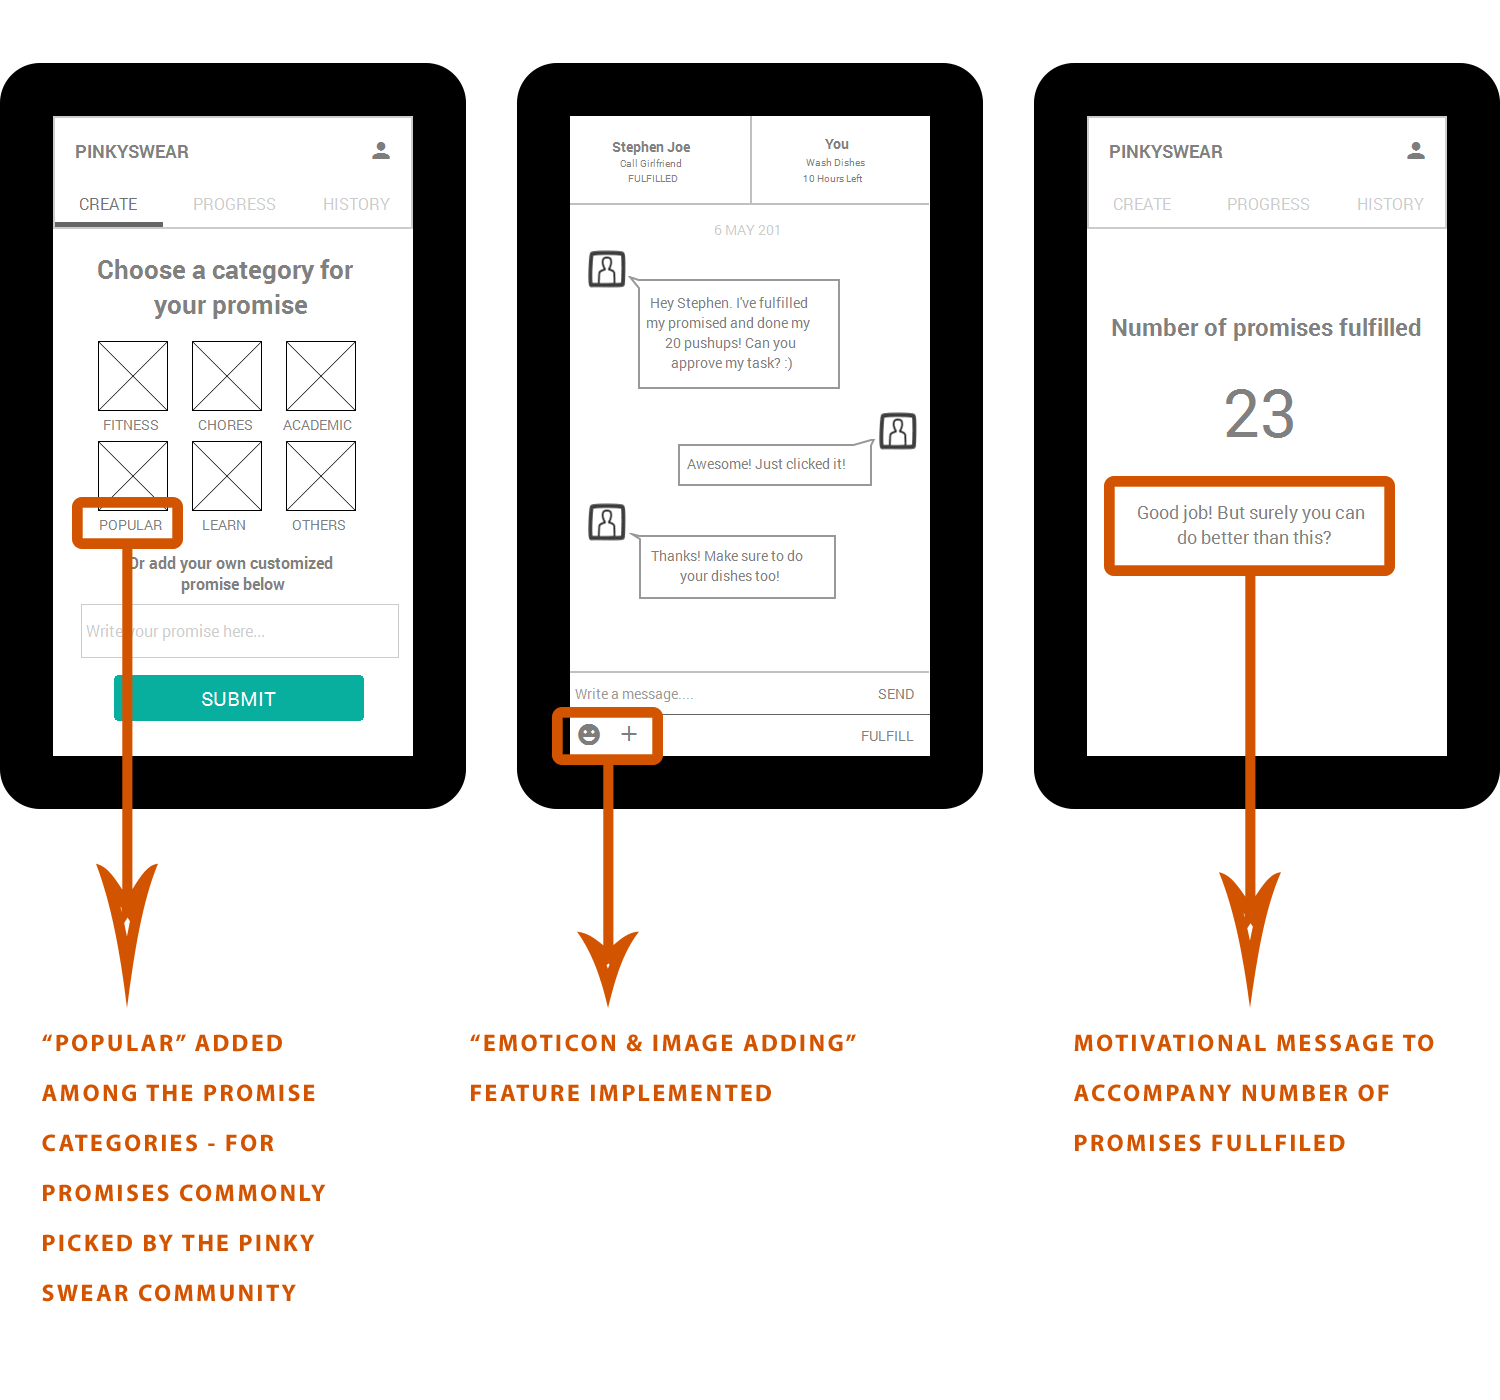 PINKYSWEAR
CREATE PROGRESS HISTORY
Choose a category for
your promise
FITNESS CHORES ACADEMIC
POPULAR LEARN OTHERS
Or add your own customized
promise below
Write your promise here...
SUBMIT
Stephen Joe
Call Girlfriend
FULFILLED
You
Wash Dishes
10 Hours Left
6 MAY 201
Hey Stephen. I've fulfilled
my promised and done my
20 pushups! Can you
approve my task? :)
Awesome! Just clicked it!
Thanks! Make sure to do
your dishes too!
Write a message.... SEND
FULFILL
PINKYSWEAR
CREATE PROGRESS HISTORY
Number of promises fulfilled
23
Good job! But surely you can
do better than this?
“POPULAR” ADDED
AMONG THE PROMISE
CATEGORIES - FOR
PROMISES COMMONLY
PICKED BY THE PINKY
SWEAR COMMUNITY
“EMOTICON & IMAGE ADDING”
FEATURE IMPLEMENTED
MOTIVATIONAL MESSAGE TO
ACCOMPANY NUMBER OF
PROMISES FULLFILED